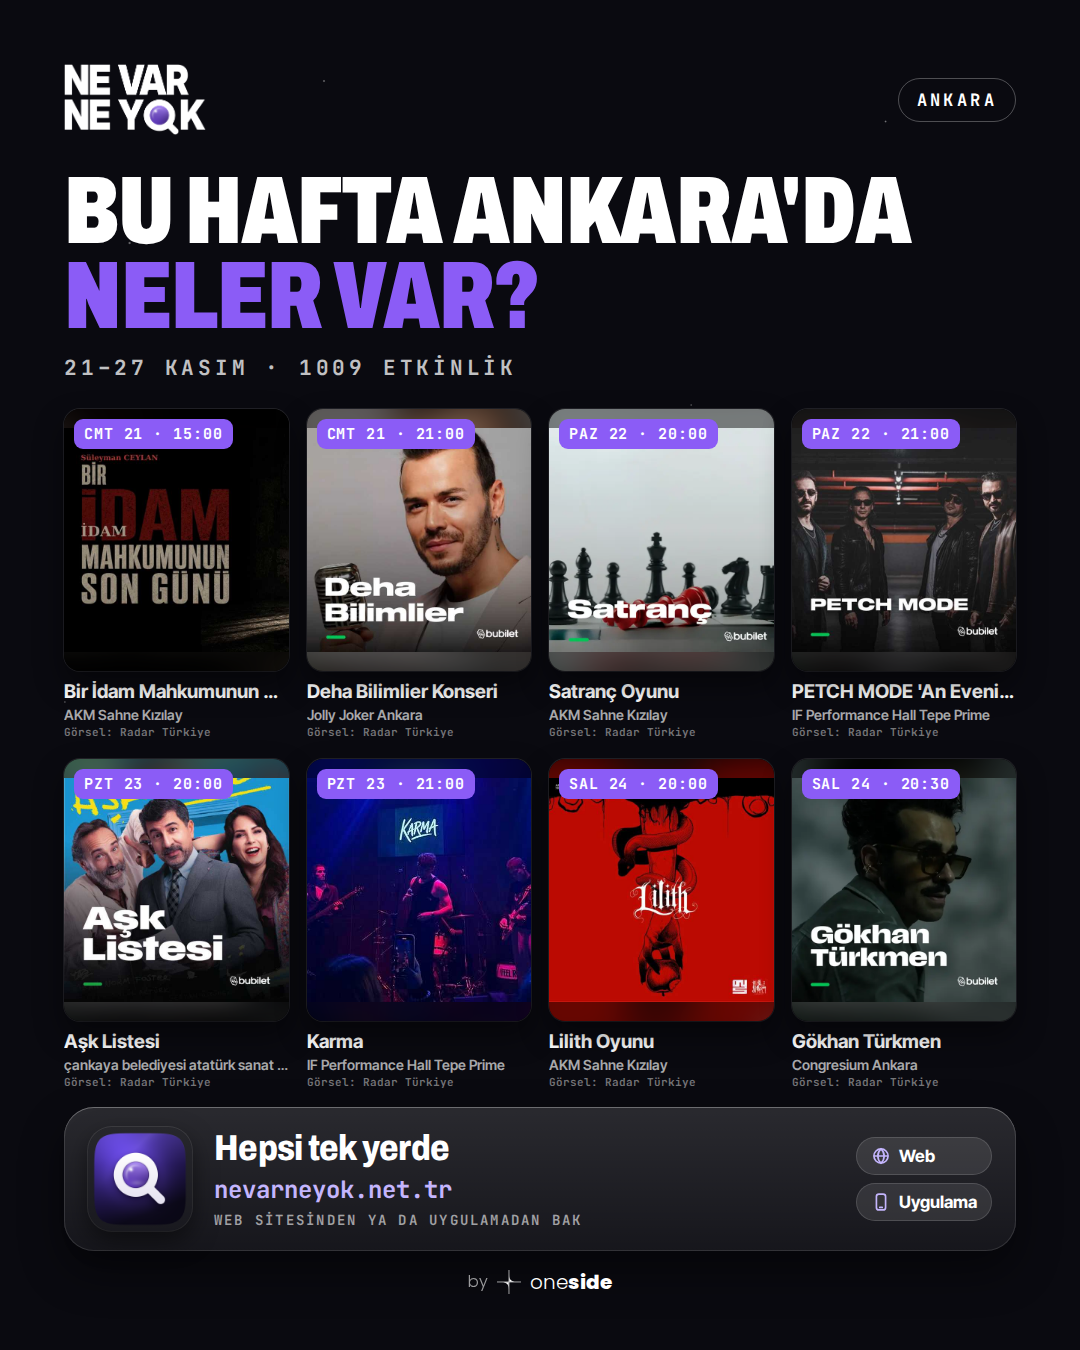 NE VAR
NE YOK
ANKARA
BU HAFTA ANKARA'DA
NELER VAR?
21–27 KASIM · 1009 ETKİNLİK
CMT 21 · 15:00
Süleyman CEYLAN
BİR
İDAM
İDAM
MAHKUMUNUN
SON GÜNÜ
Bir İdam Mahkumunun ...
AKM Sahne Kızılay
Görsel: Radar Türkiye
CMT 21 · 21:00
Deha
Bilimlier
bubilet
Deha Bilimlier Konseri
Jolly Joker Ankara
Görsel: Radar Türkiye
PAZ 22 · 20:00
Satranç
bubilet
Satranç Oyunu
AKM Sahne Kızılay
Görsel: Radar Türkiye
PAZ 22 · 21:00
PETCH MODE
bubilet
PETCH MODE 'An Eveni...
IF Performance Hall Tepe Prime
Görsel: Radar Türkiye
PZT 23 · 20:00
Aşk
Listesi
bubilet
Aşk Listesi
çankaya belediyesi atatürk sanat ...
Görsel: Radar Türkiye
PZT 23 · 21:00
KARMA
Karma
IF Performance Hall Tepe Prime
Görsel: Radar Türkiye
SAL 24 · 20:00
Lilith
Lilith Oyunu
AKM Sahne Kızılay
Görsel: Radar Türkiye
SAL 24 · 20:30
Gökhan
Türkmen
bubilet
Gökhan Türkmen
Congresium Ankara
Görsel: Radar Türkiye
Hepsi tek yerde
nevarneyok.net.tr
WEB SİTESİNDEN YA DA UYGULAMADAN BAK
Web
Uygulama
by oneside